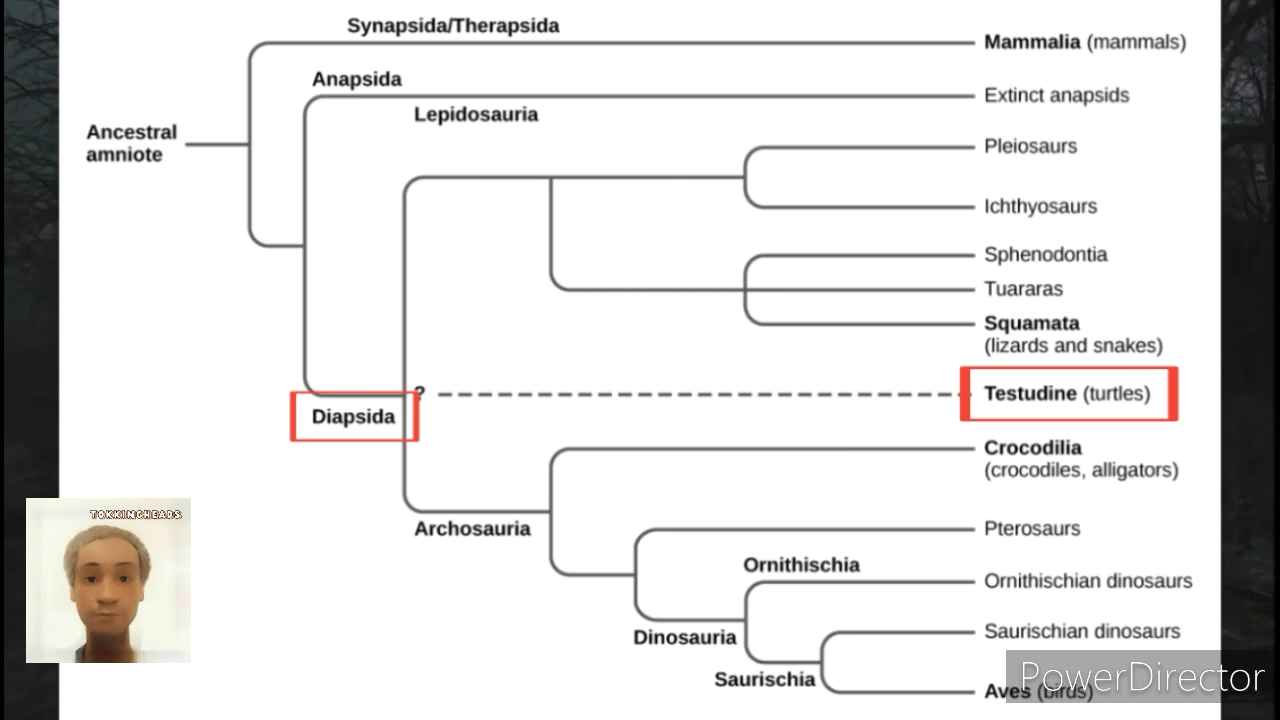 Synapsida/Therapsida
Mammalia (mammals)
Anapsida
Extinct anapsids
Lepidosauria
Ancestral
amniote
Pleiosaurs
Ichthyosaurs
Sphenodontia
Tuararas
Squamata
(lizards and snakes)
?
Testudine (turtles)
Diapsida
Crocodilia
(crocodiles, alligators)
Archosauria
Pterosaurs
Ornithischia
Ornithischian dinosaurs
Dinosauria
Saurischian dinosaurs
Saurischia
Aves (birds)
TOKKINGHEADS
PowerDirector